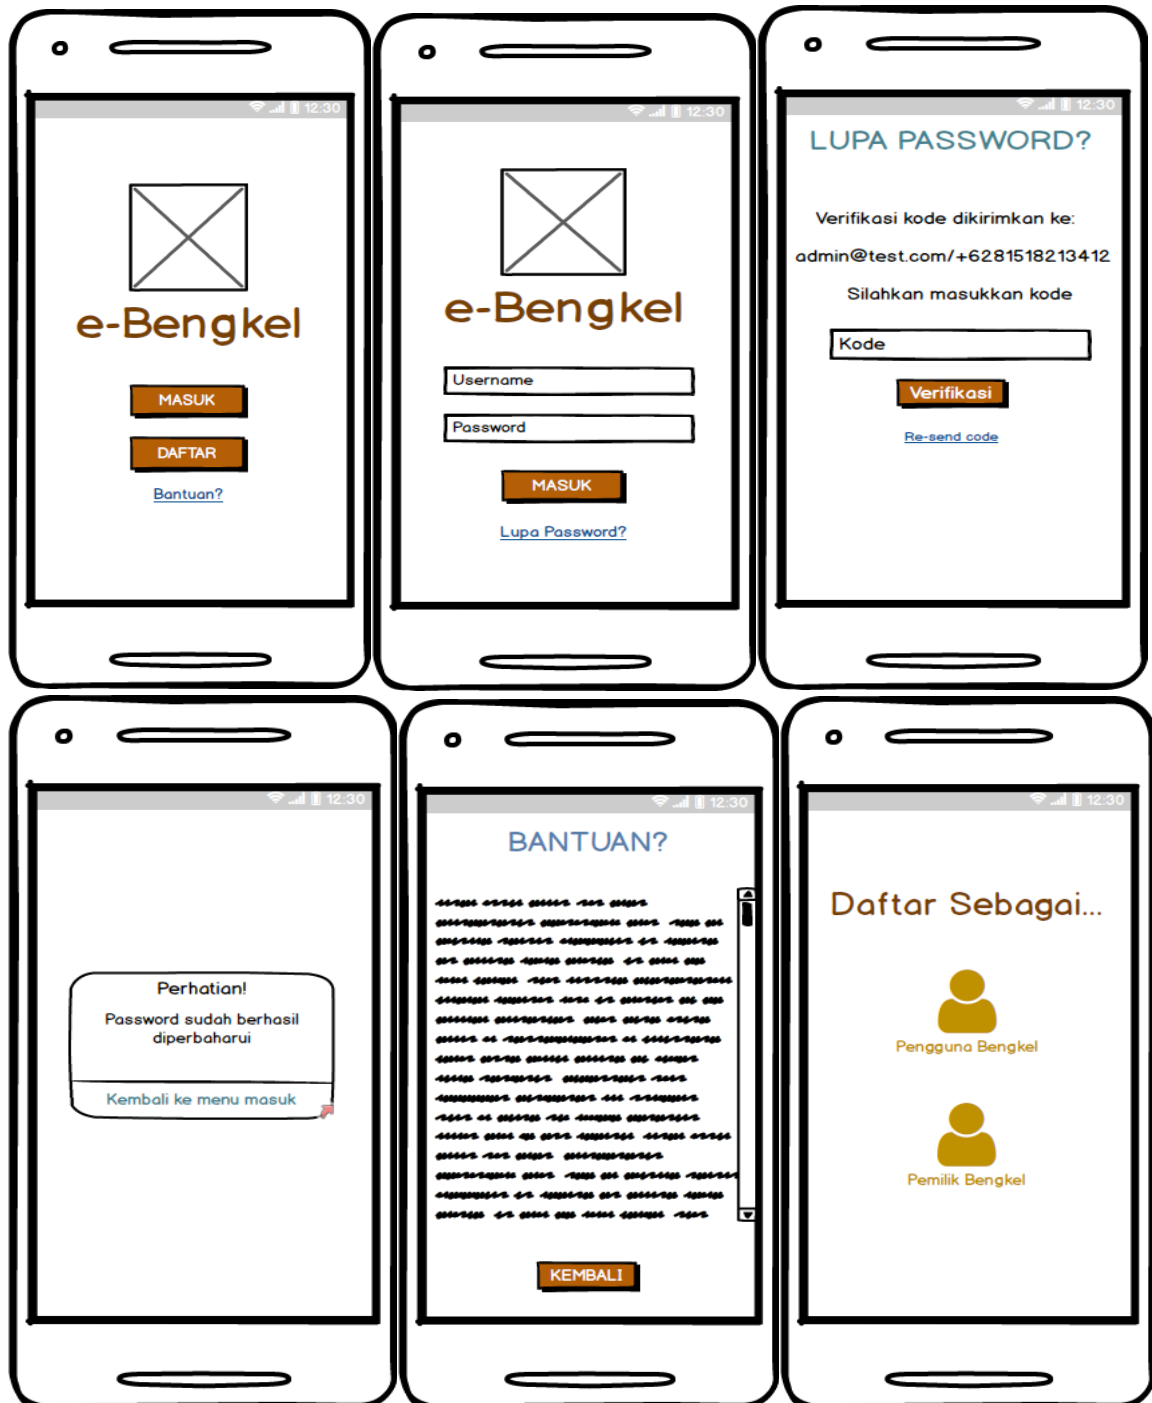 12:30
e-Bengkel
MASUK
DAFTAR
Bantuan?
12:30
e-Bengkel
Username
Password
MASUK
Lupa Password?
12:30
LUPA PASSWORD?
Verifikasi kode dikirimkan ke:
admin@test.com/+6281518213412
Silahkan masukkan kode
Kode
Verifikasi
Re-send code
12:30
Perhatian!
Password sudah berhasil
diperbaharui
Kembali ke menu masuk
12:30
BANTUAN?
KEMBALI
12:30
Daftar Sebagai...
Pengguna Bengkel
Pemilik Bengkel